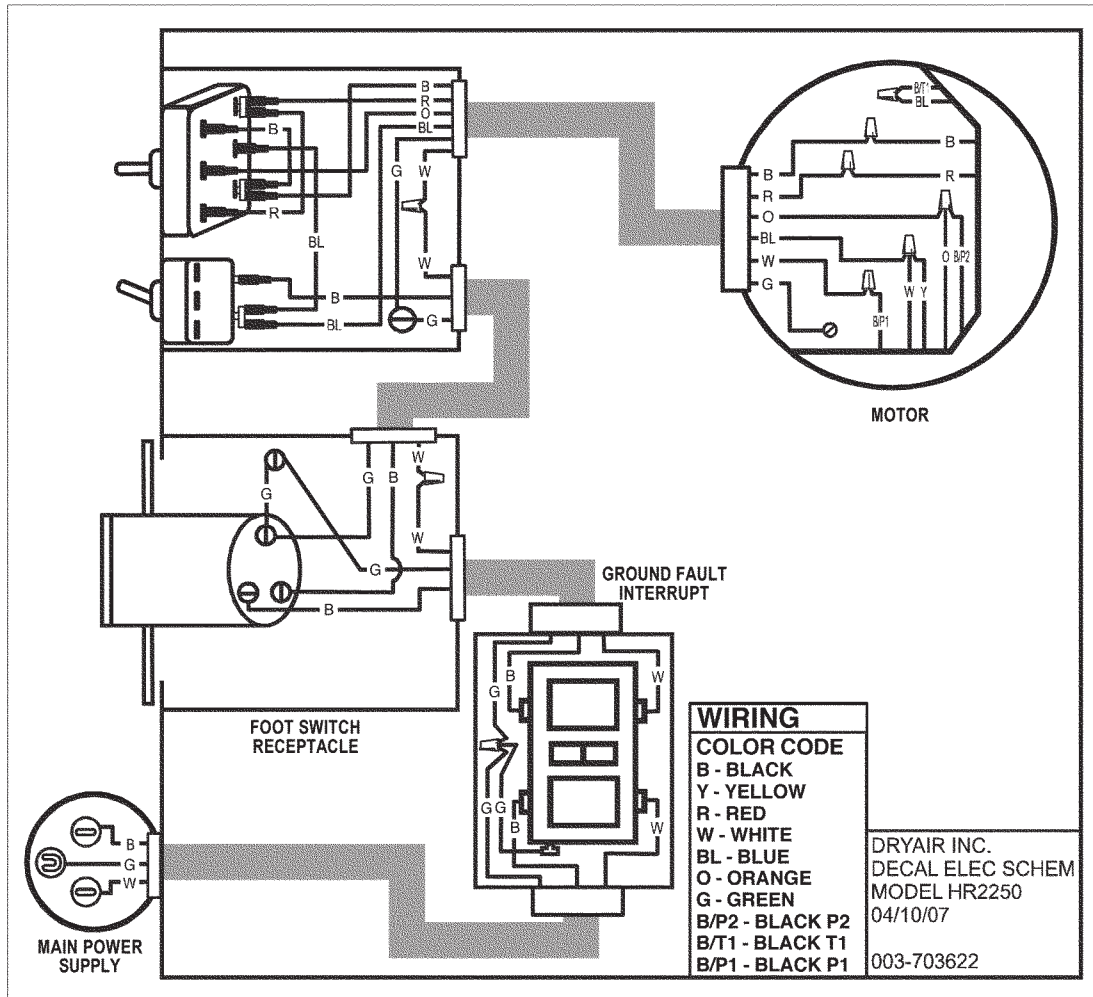 B
R
O
BL
B
G
W
R
BL
W
B
BL
G
B/T1
BL
B
R
B
R
O
BL
W
G
O
B/P2
W
Y
B/P1
MOTOR
W
G
B
G
W
G
B
GROUND FAULT
INTERRUPT
FOOT SWITCH
RECEPTACLE
B
W
G
G
G
B
W
B
G
W
MAIN POWER
SUPPLY
WIRING
COLOR CODE
B - BLACK
Y - YELLOW
R - RED
W - WHITE
BL - BLUE
O - ORANGE
G - GREEN
B/P2 - BLACK P2
B/T1 - BLACK T1
B/P1 - BLACK P1
DRYAIR INC.
DECAL ELEC SCHEM
MODEL HR2250
04/10/07
003-703622